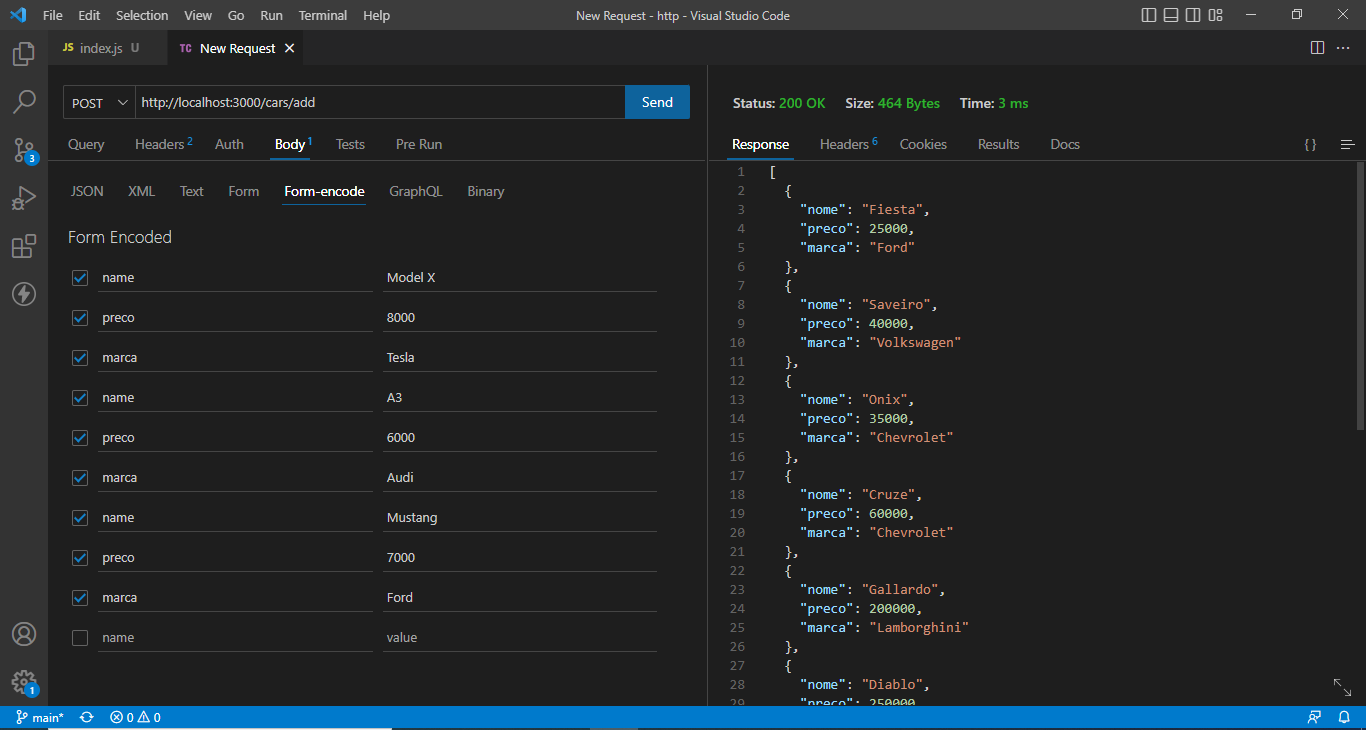 File Edit Selection View Go Run Terminal Help New Request - http - Visual Studio Code
JS index.js U TC New Request
POST http://localhost:3000/cars/add Send
Query Headers 2 Auth Body 1 Tests Pre Run
JSON XML Text Form Form-encode GraphQL Binary
Form Encoded
name Model X
preco 8000
marca Tesla
name A3
preco 6000
marca Audi
name Mustang
preco 7000
marca Ford
name value
Status: 200 OK Size: 464 Bytes Time: 3 ms
Response Headers 6 Cookies Results Docs { }
1 [
2 {
3 "nome": "Fiesta",
4 "preco": 25000,
5 "marca": "Ford"
6 },
7 {
8 "nome": "Saveiro",
9 "preco": 40000,
10 "marca": "Volkswagen"
11 },
12 {
13 "nome": "Onix",
14 "preco": 35000,
15 "marca": "Chevrolet"
16 },
17 {
18 "nome": "Cruze",
19 "preco": 60000,
20 "marca": "Chevrolet"
21 },
22 {
23 "nome": "Gallardo",
24 "preco": 200000,
25 "marca": "Lamborghini"
26 },
27 {
28 "nome": "Diablo",
29 "preco": 250000
3
1
main* 0 0